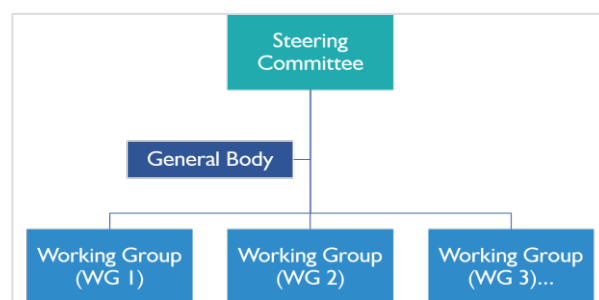 Steering
Committee
General Body
Working Group
(WG 1)
Working Group
(WG 2)
Working Group
(WG 3)...